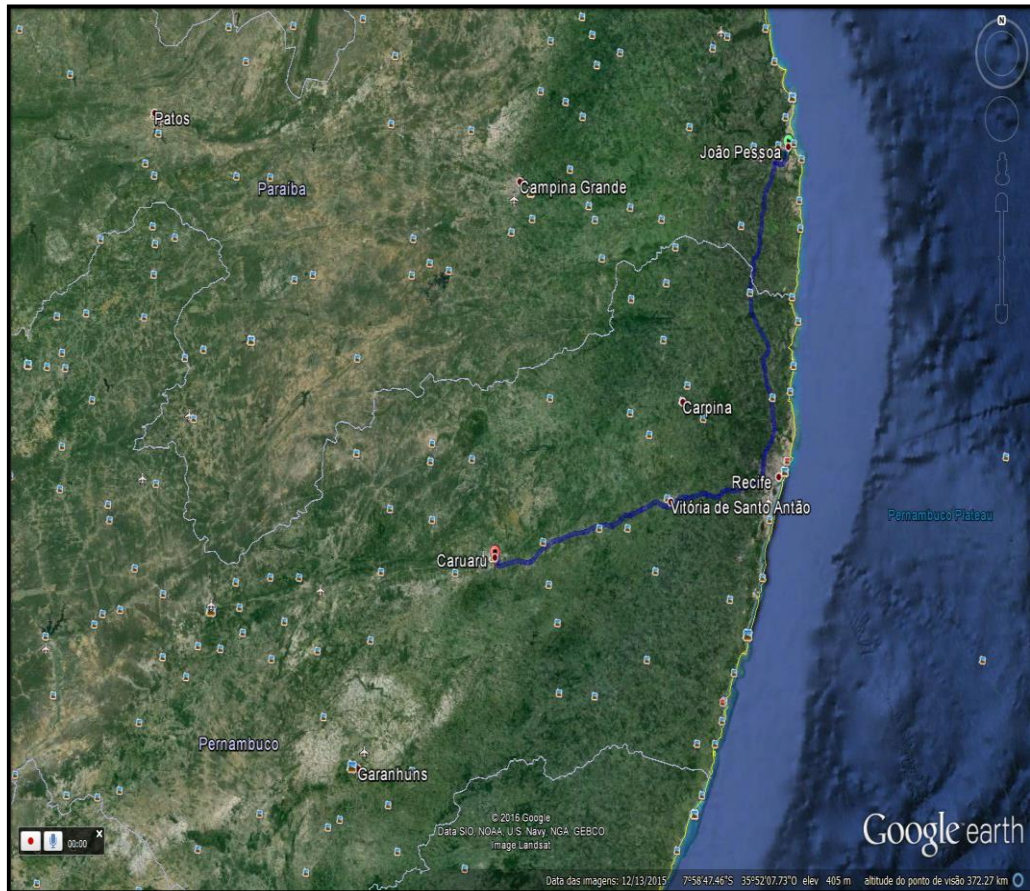 N
Patos
João Pessoa
Paraiba
Campina Grande
Carpina
Recife
Vitória de Santo Antão
Pernambuco Plateau
Caruarú
Pernambuco
Garanhuns
© 2016 Google
Data SIO, NOAA, U.S. Navy, NGA, GEBCO
Image Landsat
Google earth
00:00
X
Data das imagens: 12/13/2015 7°58'47.46"S 35°52'07.73"O elev 405 m altitude do ponto de visão 372.27 km